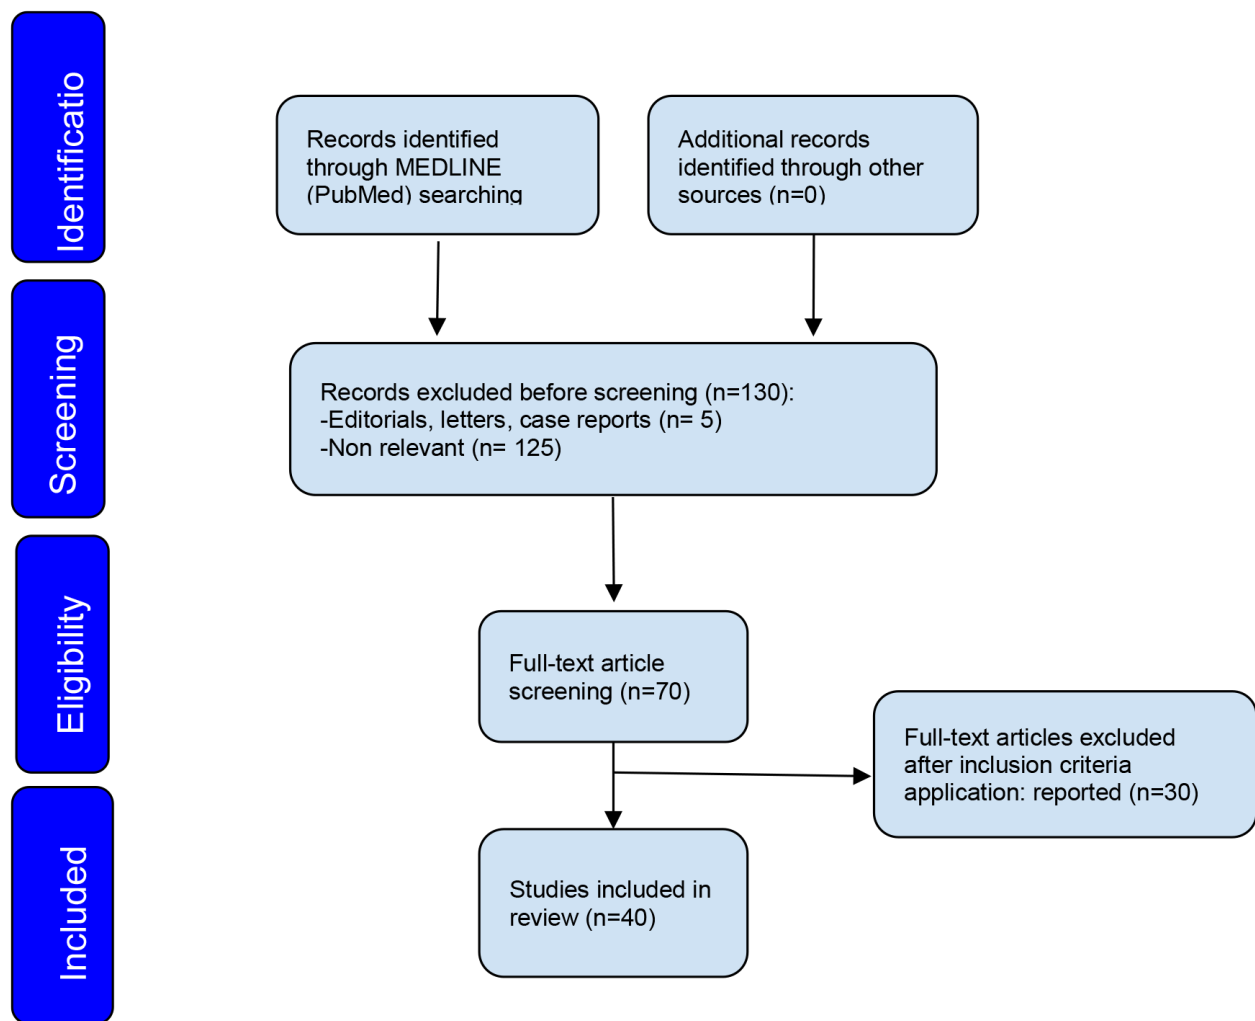 Identificatio
Records identified
through MEDLINE
(PubMed) searching
Additional records
identified through other
sources (n=0)
Screening
Records excluded before screening (n=130):
-Editorials, letters, case reports (n= 5)
-Non relevant (n= 125)
Eligibility
Full-text article
screening (n=70)
Full-text articles excluded
after inclusion criteria
application: reported (n=30)
Included
Studies included in
review (n=40)